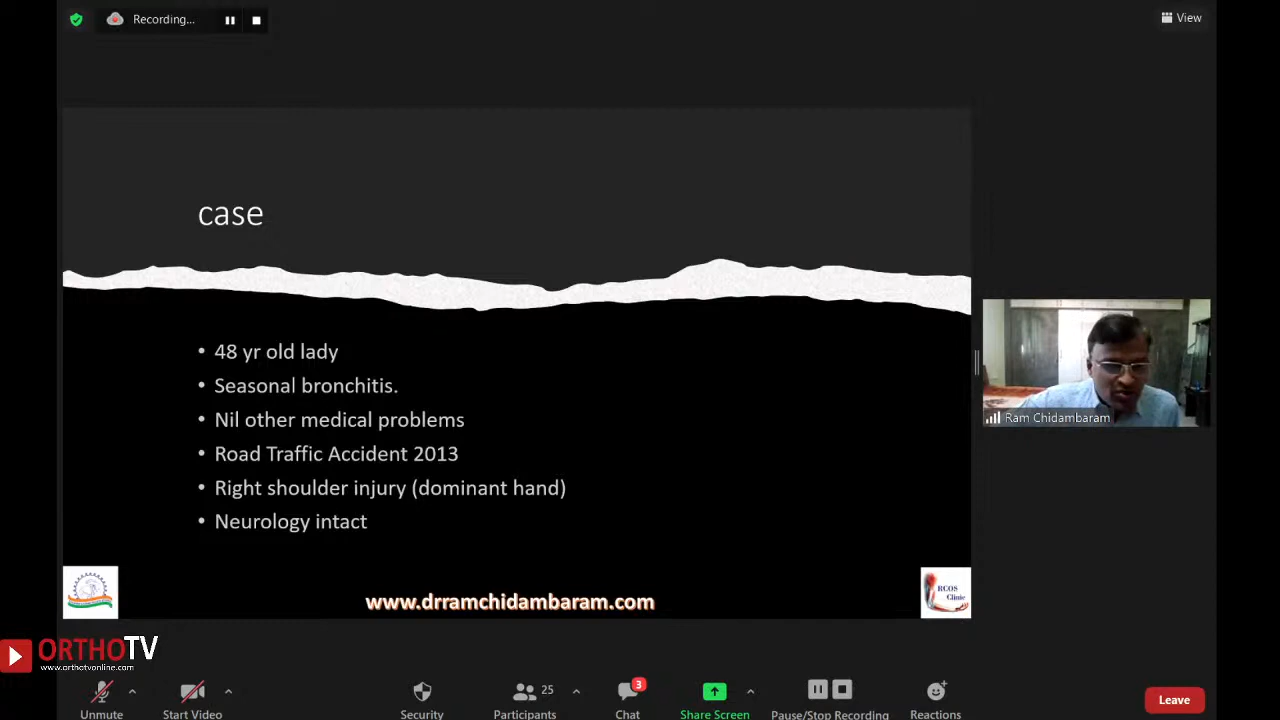 Recording...
View
case
• 48 yr old lady
• Seasonal bronchitis.
• Nil other medical problems
• Road Traffic Accident 2013
• Right shoulder injury (dominant hand)
• Neurology intact
Ram Chidambaram
www.drramchidambaram.com
RCOS
Clinic
ORTHOTV
www.orthotvonline.com
25
3
Unmute
Start Video
Security
Participants
Chat
Share Screen
Pause/Stop Recording
Reactions
Leave